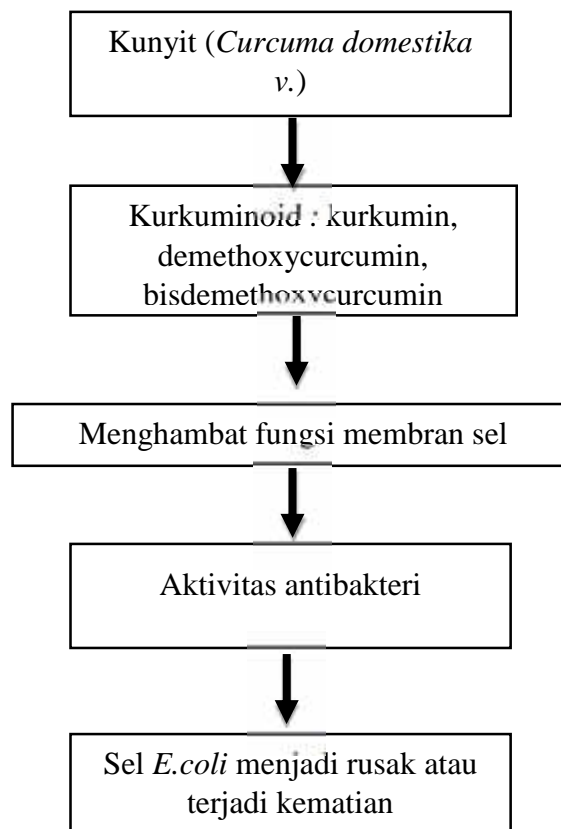 Kunyit (Curcuma domestika
v.)
Kurkuminoid : kurkumin,
demethoxycurcumin,
bisdemethoxycurcumin
Menghambat fungsi membran sel
Aktivitas antibakteri
Sel E.coli menjadi rusak atau
terjadi kematian